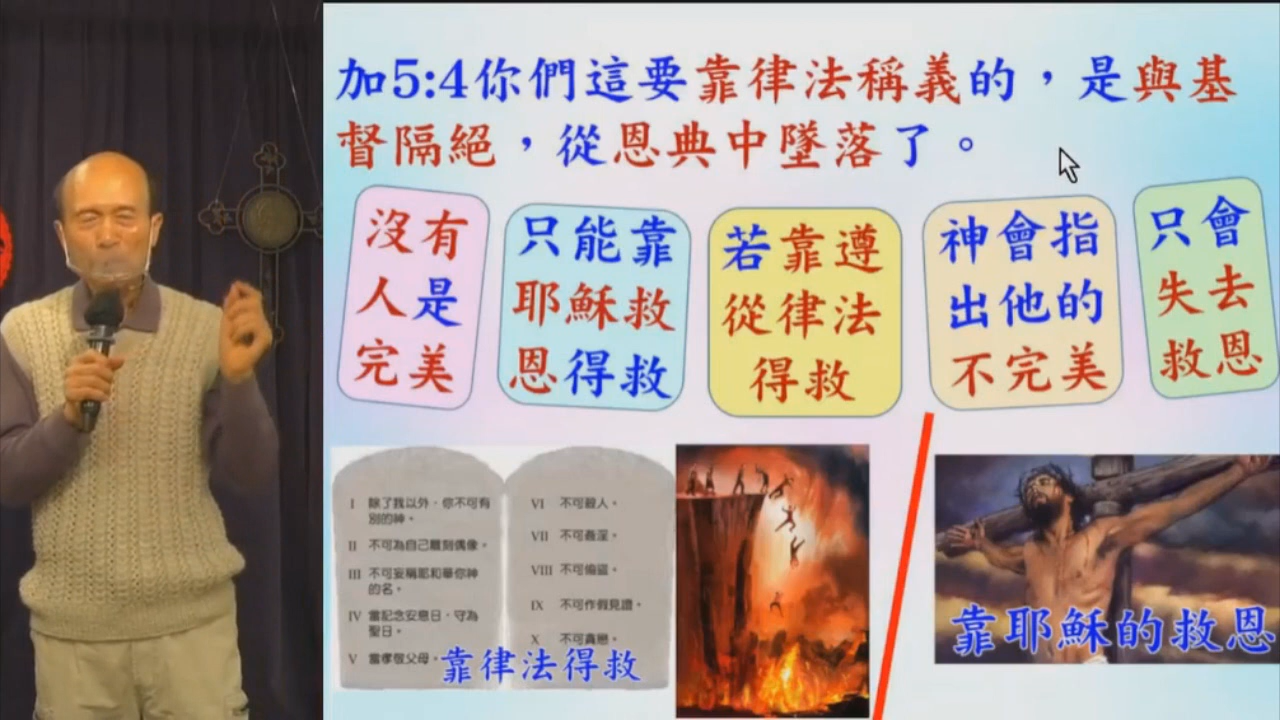 加5:4你們這要靠律法稱義的，是與基
督隔絕，從恩典中墜落了。
沒有
人是
完美
只能靠
耶穌救
恩得救
若靠遵
從律法
得救
神會指
出他的
不完美
只會
失去
救恩
I 除了我以外，你不可有
別的神。
II 不可為自己雕刻偶像。
III 不可妄稱耶和華你神
的名。
IV 當記念安息日，守為
聖日。
V 當孝敬父母。
VI 不可殺人。
VII 不可姦淫。
VIII 不可偷盜。
IX 不可作假見證。
X 不可貪戀。
靠律法得救
靠耶穌的救恩